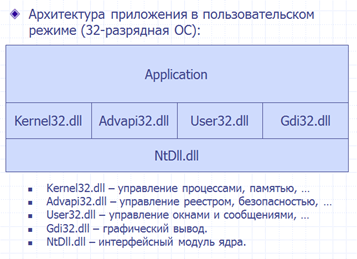 Архитектура приложения в пользовательском
режиме (32-разрядная ОС):
Application
Kernel32.dll Advapi32.dll User32.dll Gdi32.dll
NtDll.dll
Kernel32.dll – управление процессами, памятью, ...
Advapi32.dll – управление реестром, безопасностью, ...
User32.dll – управление окнами и сообщениями, ...
Gdi32.dll – графический вывод.
NtDll.dll – интерфейсный модуль ядра.